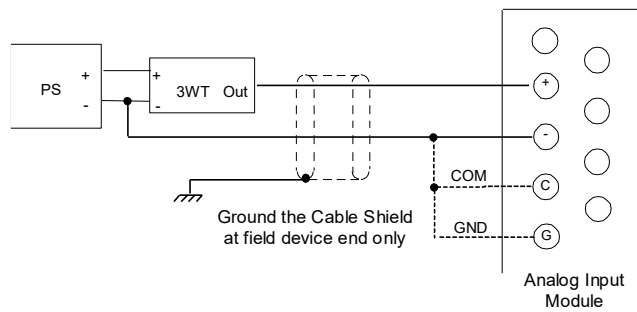 PS
+
-
+
-
3WT Out
+
-
COM
C
GND
G
Ground the Cable Shield
at field device end only
Analog Input
Module